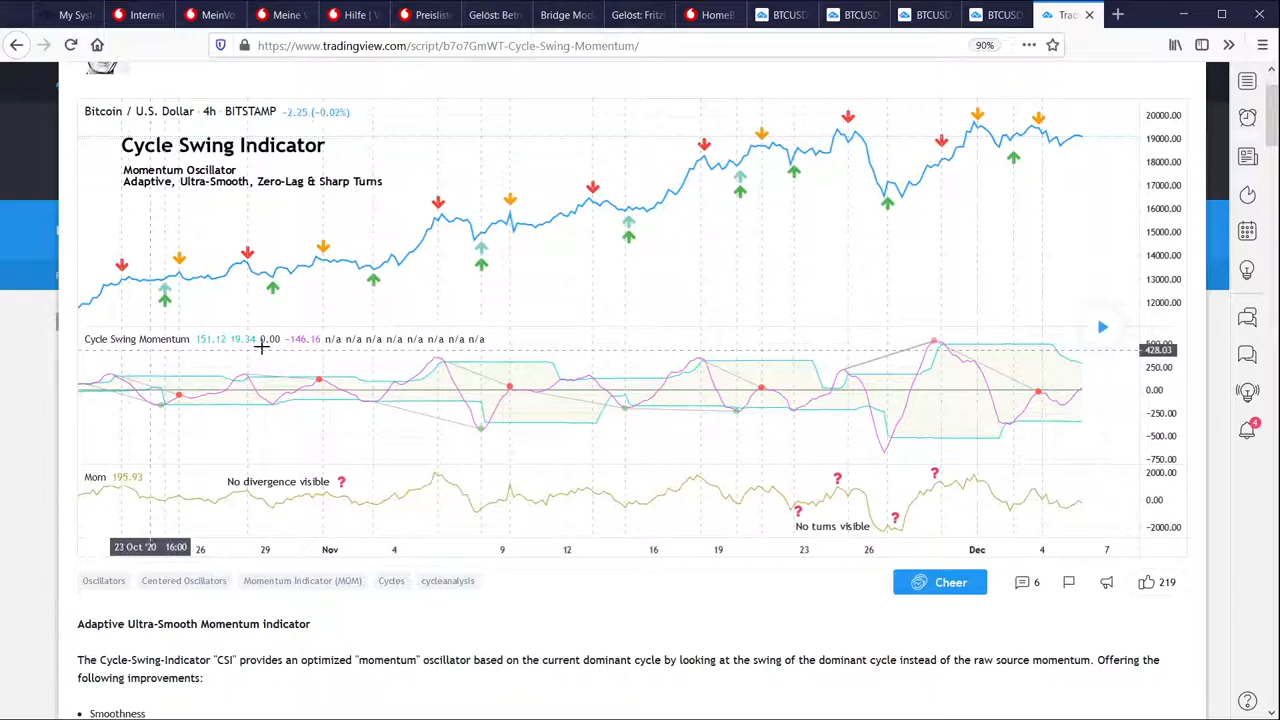 My Syst
Internet
MeinVo
Meine V
Hilfe
Preislist
Gelöst: Betr
Bridge Mod
Gelöst: Fritz
HomeB
BTCUSD
BTCUSD
BTCUSD
BTCUSD
Trad
https://www.tradingview.com/script/b7o7GmWT-Cycle-Swing-Momentum/
90%
Bitcoin / U.S. Dollar · 4h · BITSTAMP -2.25 (-0.02%)
Cycle Swing Indicator
Momentum Oscillator
Adaptive, Ultra-Smooth, Zero-Lag & Sharp Turns
20000.00
19000.00
18000.00
17000.00
16000.00
15000.00
14000.00
13000.00
12000.00
Cycle Swing Momentum 151.12 19.34 0.00 -146.16 n/a n/a n/a n/a n/a n/a n/a n/a
500.00
428.03
250.00
0.00
-250.00
-500.00
-750.00
Mom 195.93
No divergence visible ?
? ? ? ?
No turns visible
2000.00
0.00
-2000.00
23 Oct '20 16:00 26 29 Nov 4 9 12 16 19 23 26 Dec 4 7
Oscillators Centered Oscillators Momentum Indicator (MOM) Cycles cycleanalysis
Cheer 6 219
4
Adaptive Ultra-Smooth Momentum indicator
The Cycle-Swing-Indicator "CSI" provides an optimized "momentum" oscillator based on the current dominant cycle by looking at the swing of the dominant cycle instead of the raw source momentum. Offering the
following improvements:
• Smoothness